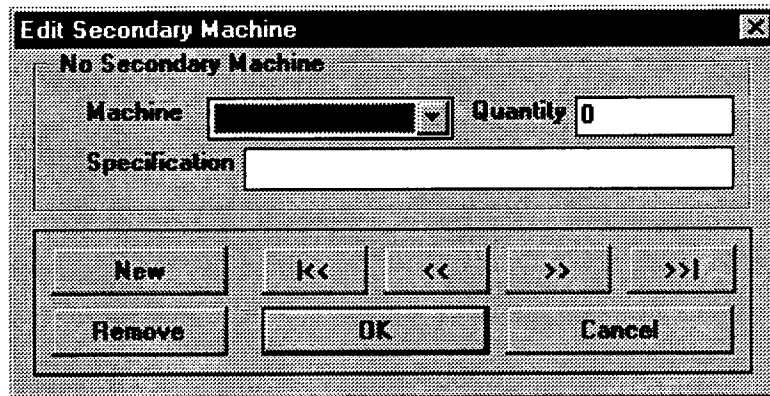 Edit Secondary Machine
No Secondary Machine
Machine Quantity 0
Specification
New |<< << >> >>|
Remove OK Cancel